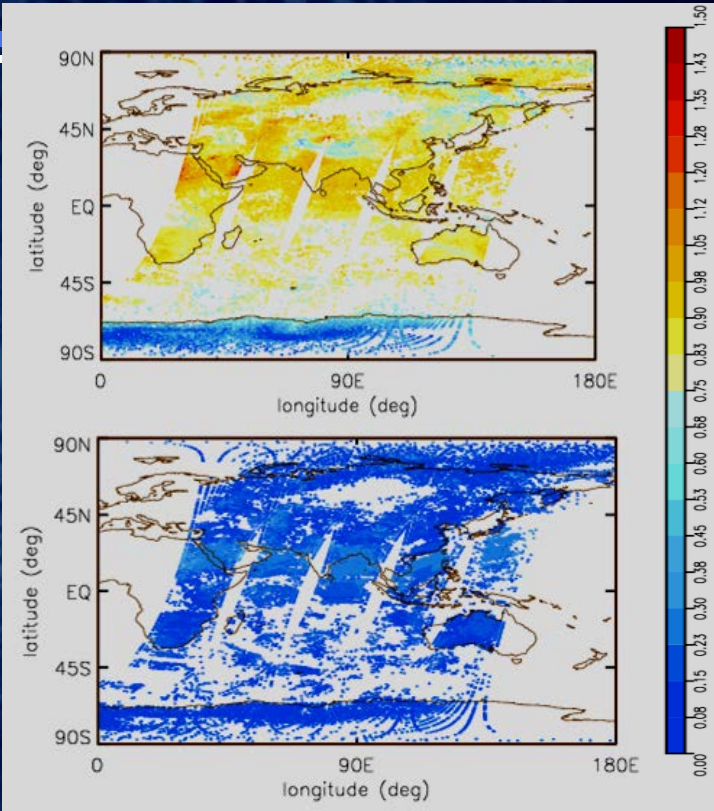 90N
45N
EQ
45S
90S
latitude (deg)
0
90E
180E
longitude (deg)
90N
45N
EQ
45S
90S
latitude (deg)
0
90E
180E
longitude (deg)
1.50
1.43
1.35
1.28
1.20
1.12
1.05
0.98
0.90
0.83
0.75
0.68
0.60
0.53
0.45
0.38
0.30
0.23
0.15
0.08
0.00